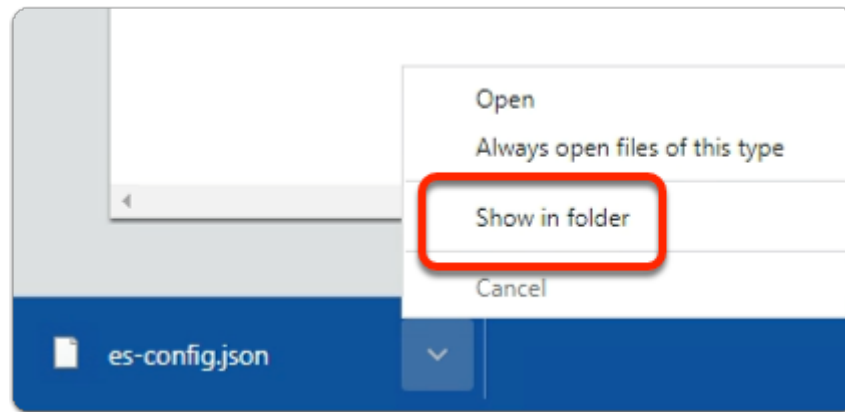 Open
Always open files of this type
Show in folder
Cancel
es-config.json